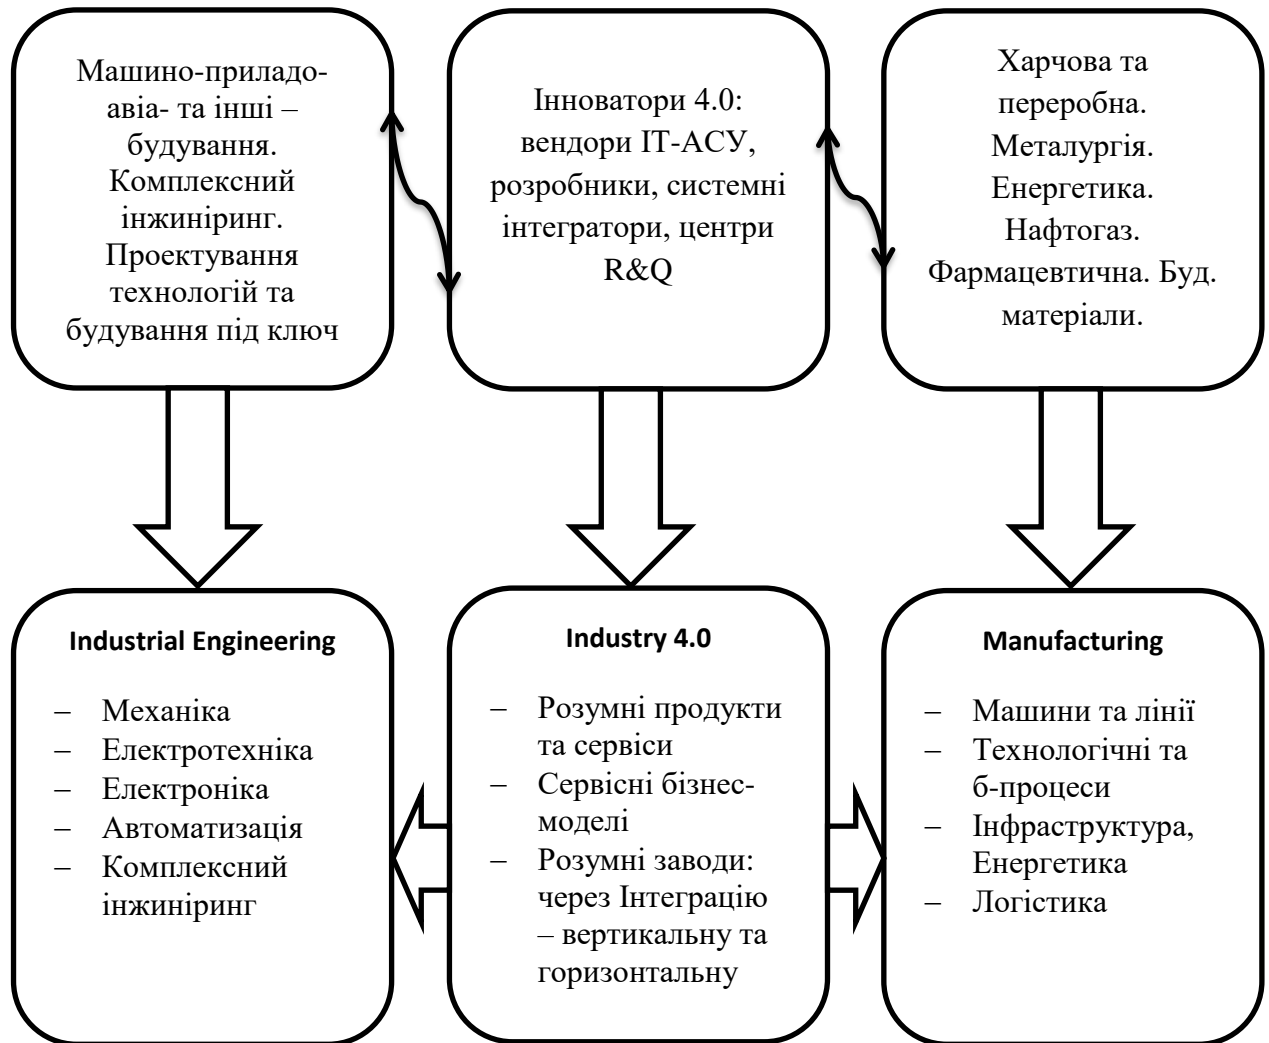 Машино-приладо-
авіа- та інші –
будування.
Комплексний
інжиніринг.
Проектування
технологій та
будування під ключ
Інноватори 4.0:
вендори ІТ-АСУ,
розробники, системні
інтегратори, центри
R&Q
Харчова та
переробна.
Металургія.
Енергетика.
Нафтогаз.
Фармацевтична. Буд.
матеріали.
Industrial Engineering
– Механіка
– Електротехніка
– Електроніка
– Автоматизація
– Комплексний
інжиніринг
Industry 4.0
– Розумні продукти
та сервіси
– Сервісні бізнес-
моделі
– Розумні заводи:
через Інтеграцію
– вертикальну та
горизонтальну
Manufacturing
– Машини та лінії
– Технологічні та
б-процеси
– Інфраструктура,
Енергетика
– Логістика